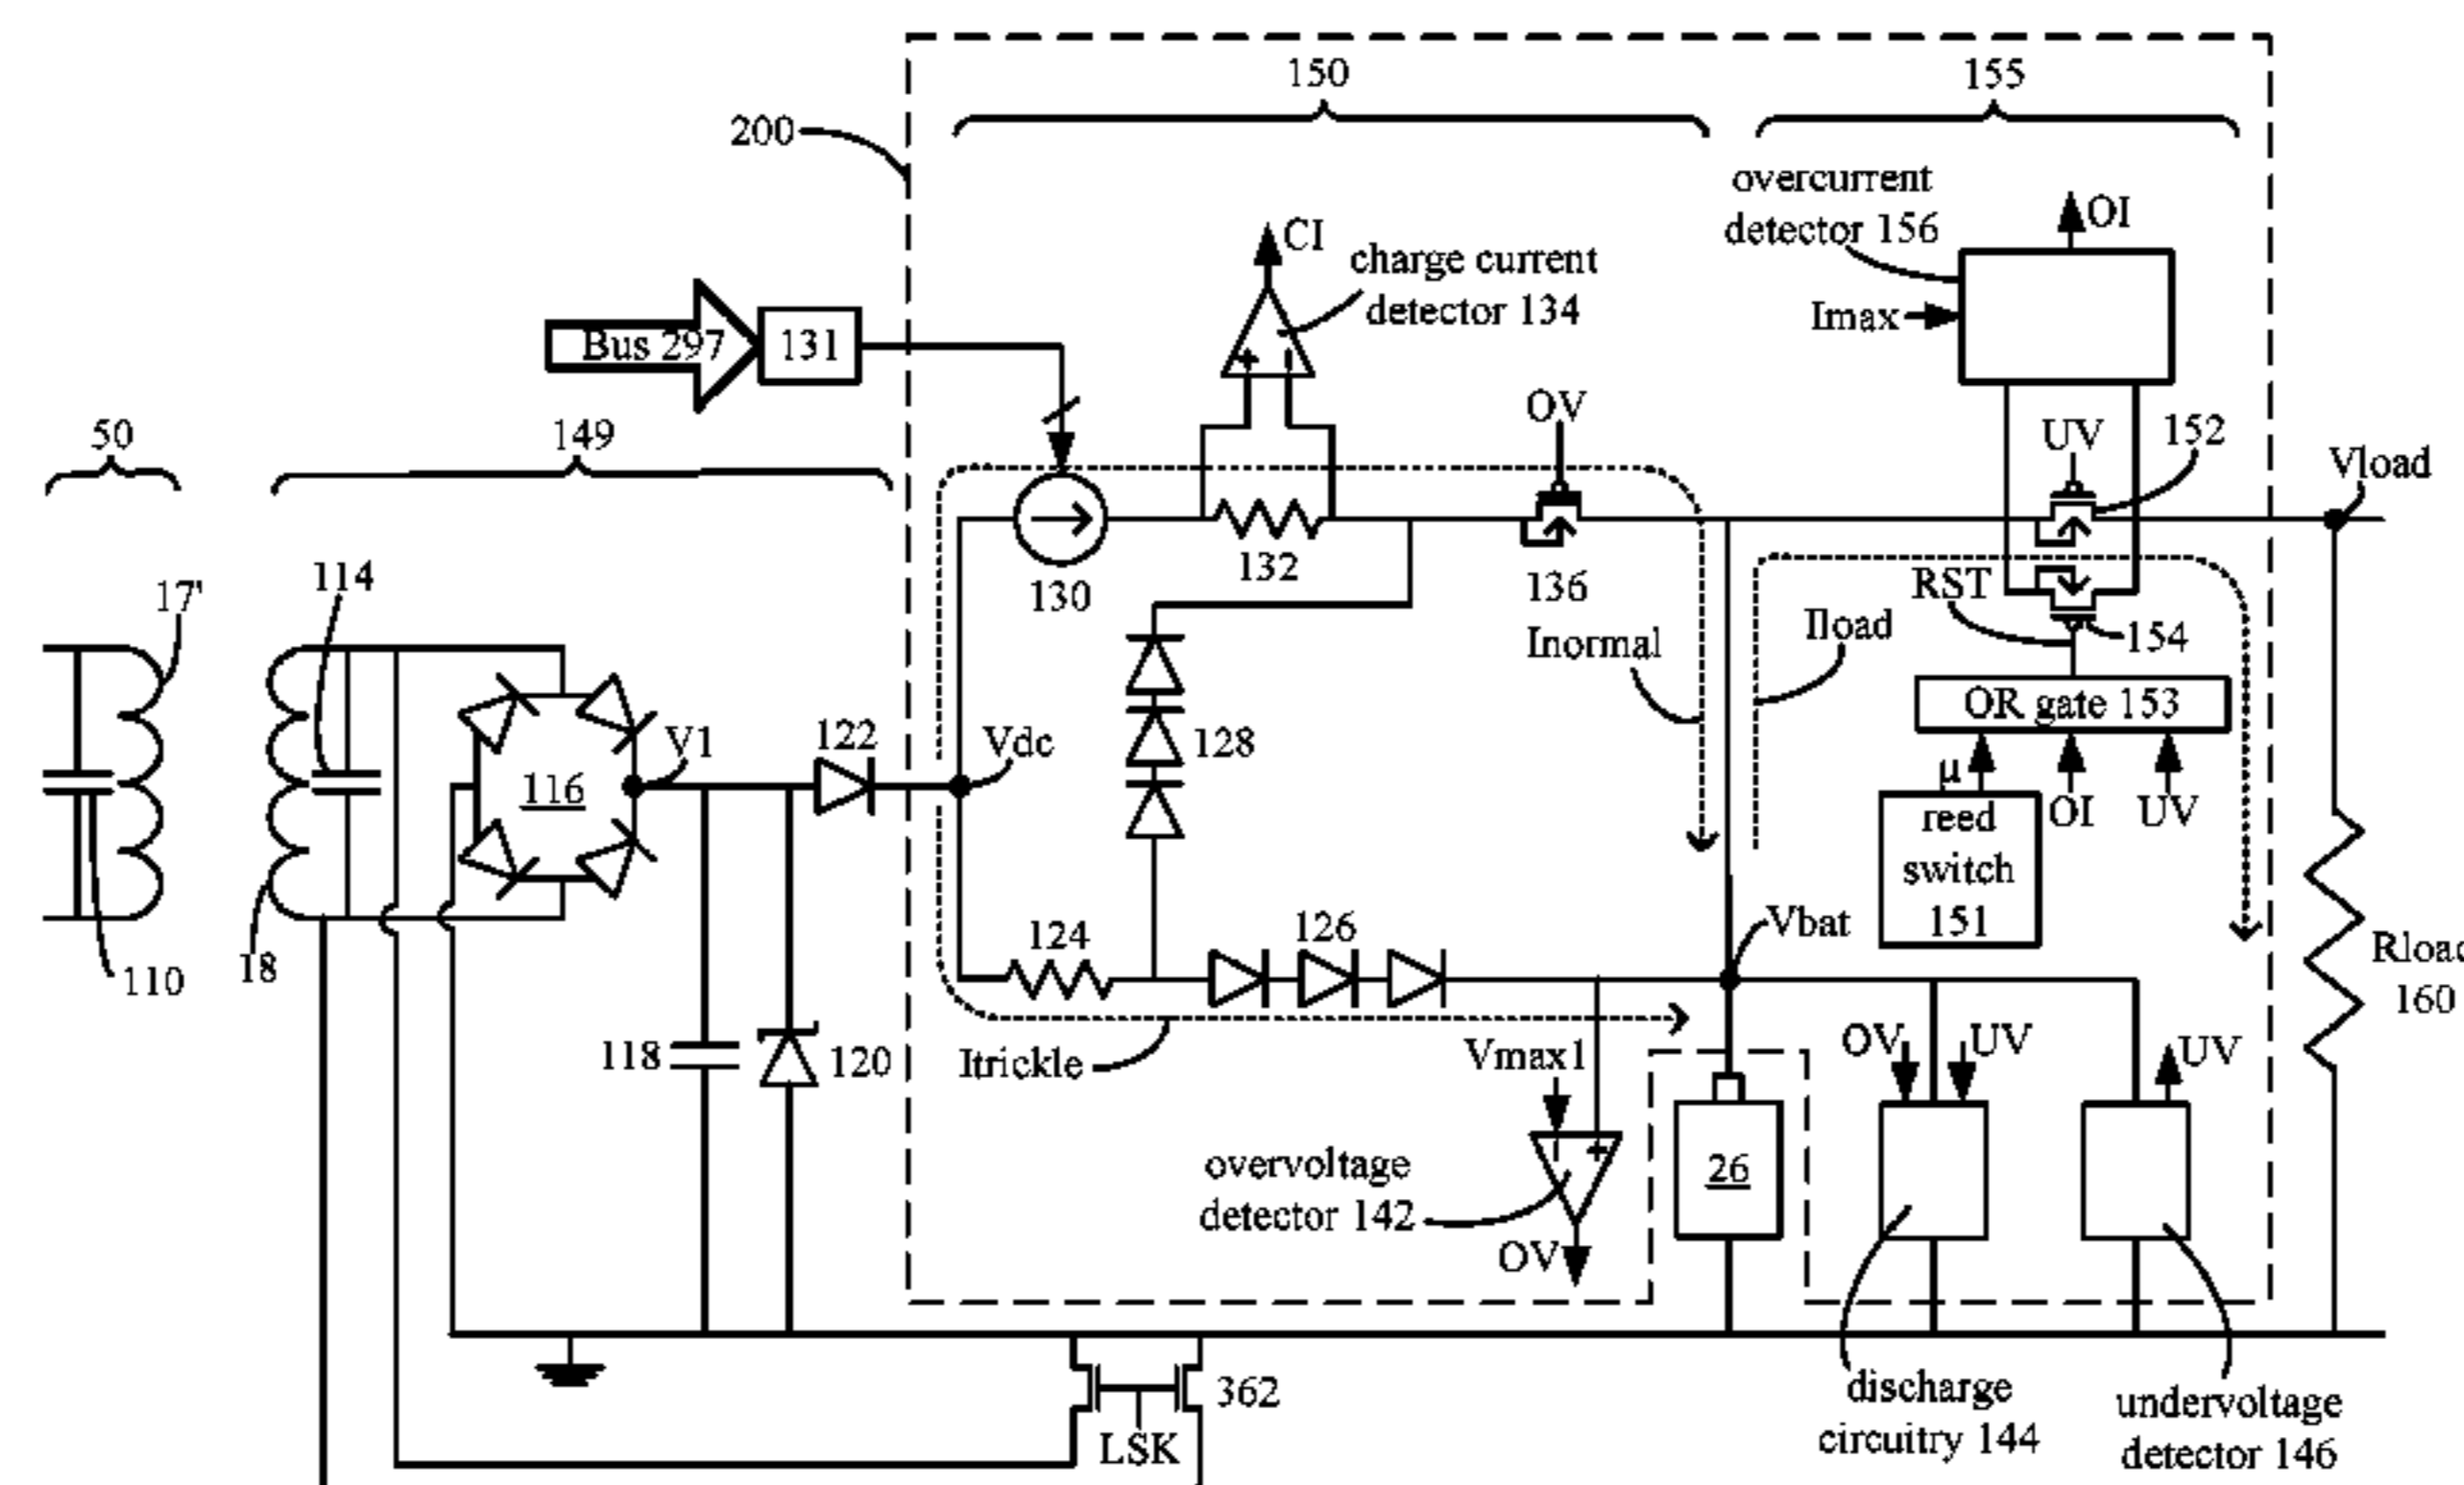 150
155
200
overcurrent
detector 156
OI
CI
charge current
detector 134
Imax
Bus 297
131
OV
UV
152
50
149
Vload
132
130
136
RST
114
17'
Inormal
Iload
154
OR gate 153
122
V1
Vdc
128
116
μ
OI
UV
reed
switch
151
124
126
Vbat
110
18
Rload
160
118
120
Itrickle
Vmax1
OV
UV
UV
overvoltage
detector 142
26
OV
362
LSK
discharge
circuitry 144
undervoltage
detector 146